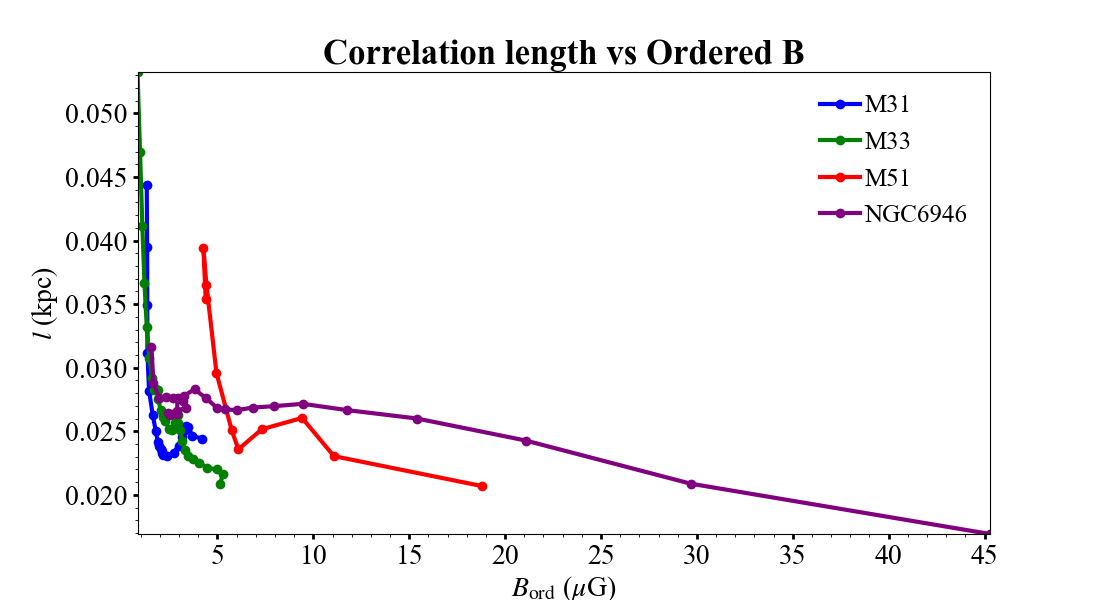 Correlation length vs Ordered B
M31
M33
M51
NGC6946
0.050
0.045
0.040
0.035
0.030
0.025
0.020
l (kpc)
5 10 15 20 25 30 35 40 45
B_ord (μG)